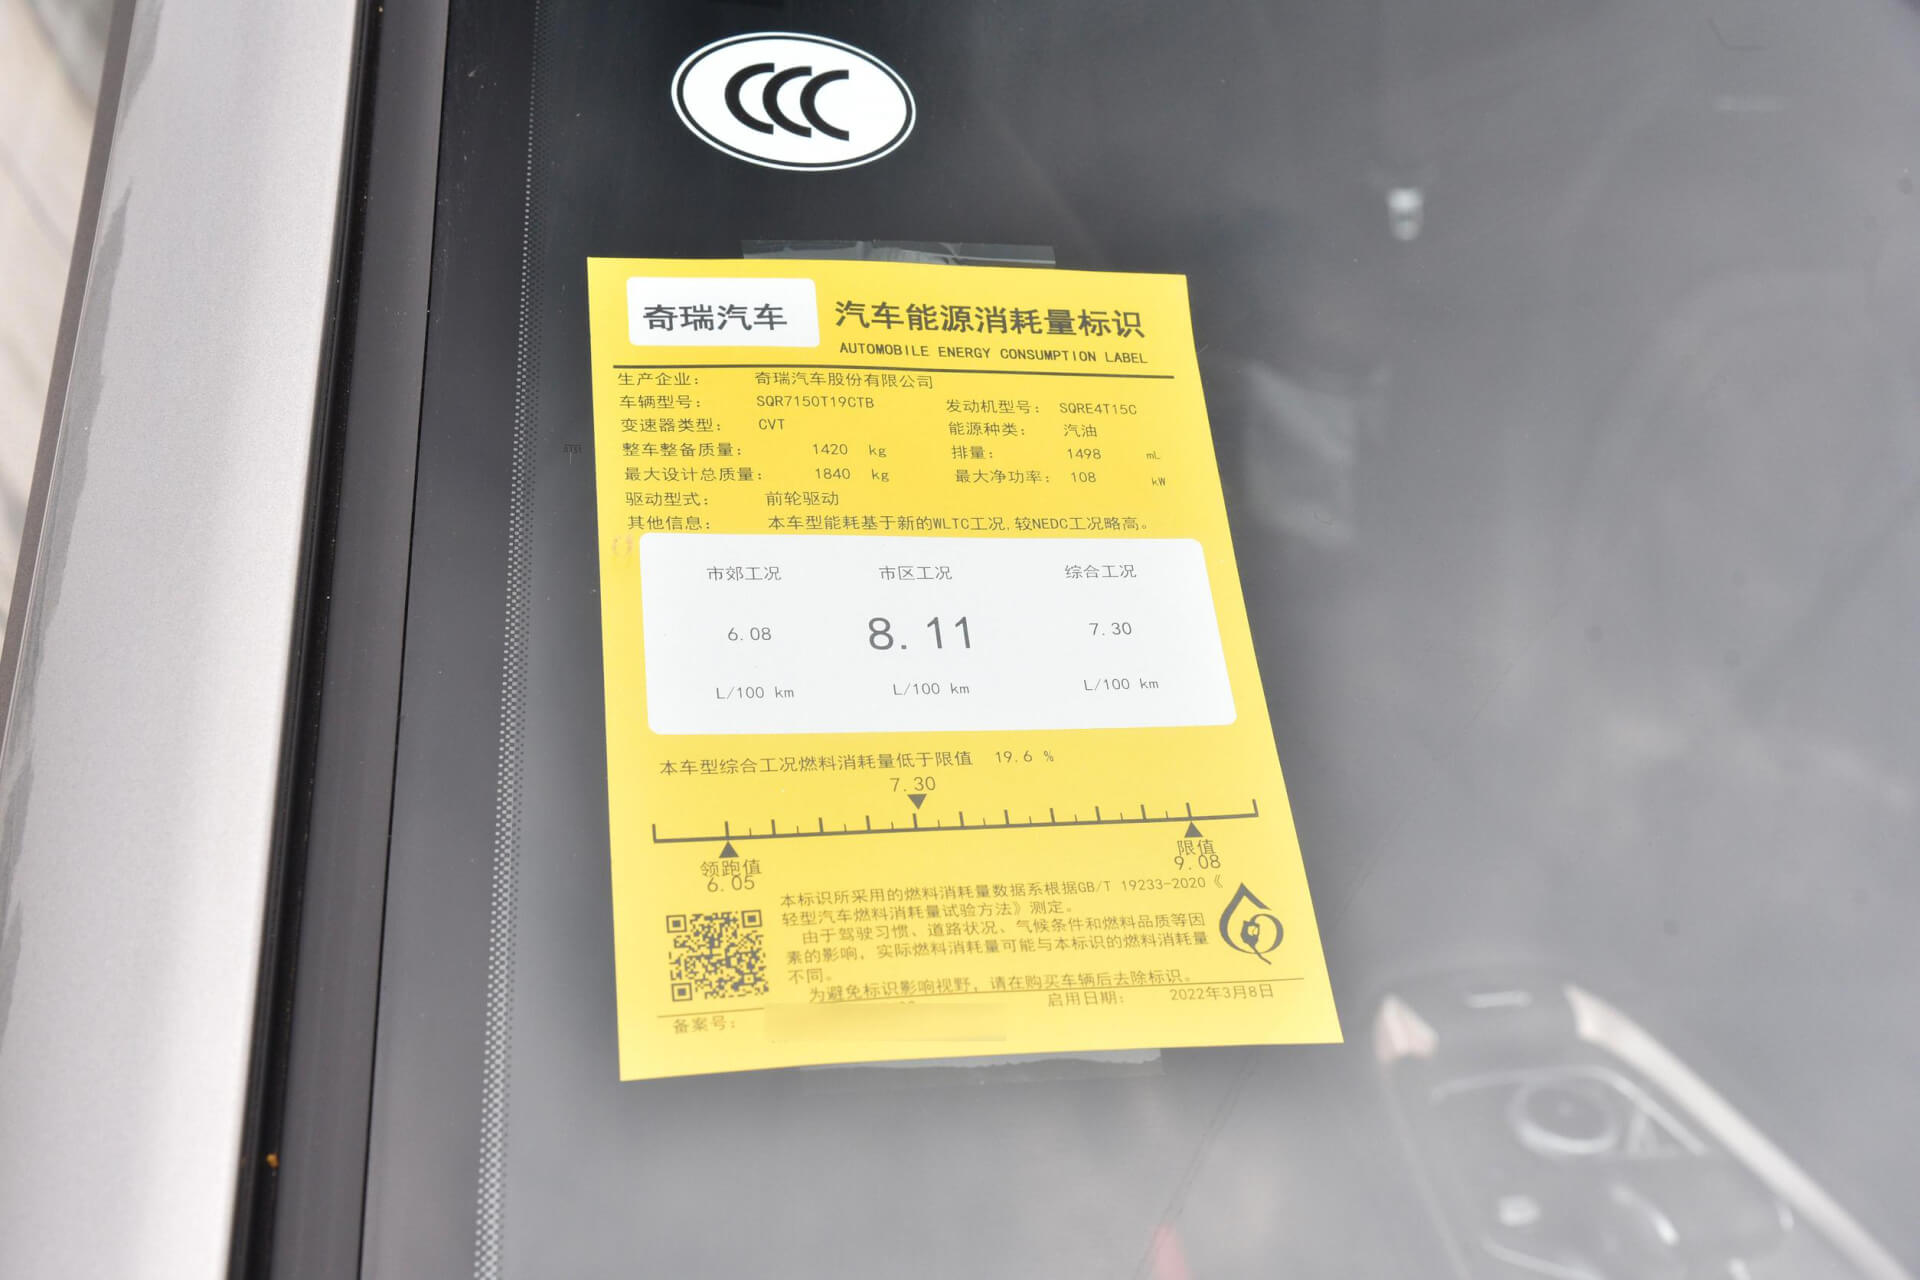 CCC
奇瑞汽车
汽车能源消耗量标识
AUTOMOBILE ENERGY CONSUMPTION LABEL
生产企业: 奇瑞汽车股份有限公司
车辆型号: SQR7150T19CTB 发动机型号: SQRE4T15C
变速器类型: CVT 能源种类: 汽油
整车整备质量: 1420 kg 排量: 1498 mL
最大设计总质量: 1840 kg 最大净功率: 108 kW
驱动型式: 前轮驱动
其他信息: 本车型能耗基于新的WLTC工况,较NEDC工况略高。
市郊工况 市区工况 综合工况
6.08 8.11 7.30
L/100 km L/100 km L/100 km
本车型综合工况燃料消耗量低于限值 19.6 %
7.30
领跑值 限值
6.05 9.08
本标识所采用的燃料消耗量数据系根据GB/T 19233-2020《
轻型汽车燃料消耗量试验方法》测定。
由于驾驶习惯、道路状况、气候条件和燃料品质等因
素的影响，实际燃料消耗量可能与本标识的燃料消耗量
不同。
为避免标识影响视野，请在购买车辆后去除标识。
备案号: 启用日期: 2022年3月8日